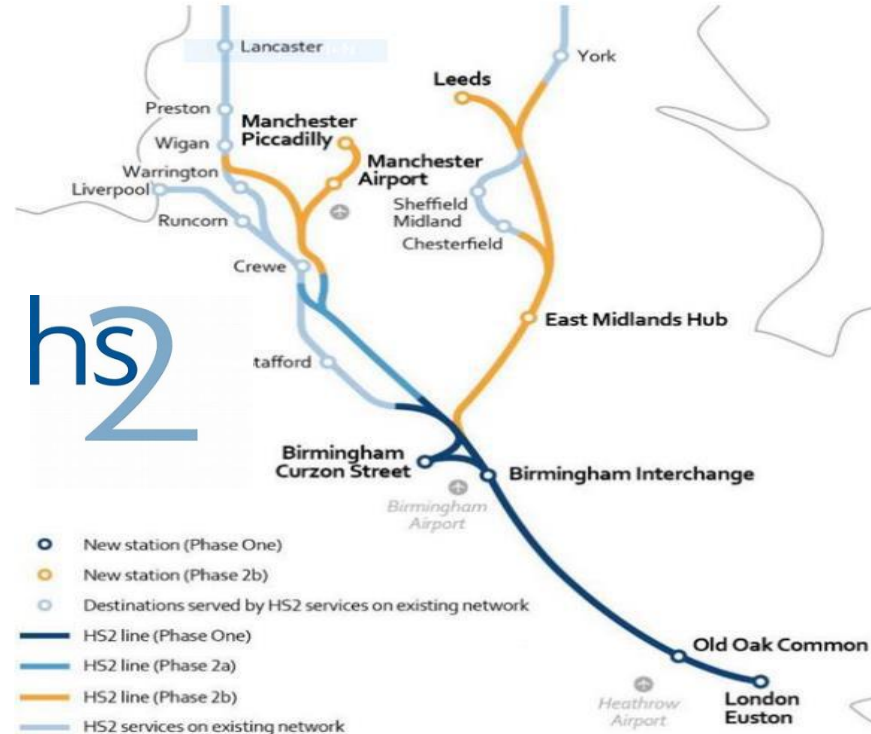 Lancaster
York
Leeds
Preston
Manchester
Piccadilly
Wigan
Manchester
Airport
Warrington
Liverpool
Sheffield
Midland
Runcorn
Chesterfield
Crewe
East Midlands Hub
hs2
tafford
Birmingham
Curzon Street
Birmingham Interchange
Birmingham
Airport
New station (Phase One)
New station (Phase 2b)
Destinations served by HS2 services on existing network
HS2 line (Phase One)
HS2 line (Phase 2a)
HS2 line (Phase 2b)
HS2 services on existing network
Old Oak Common
Heathrow
Airport
London
Euston